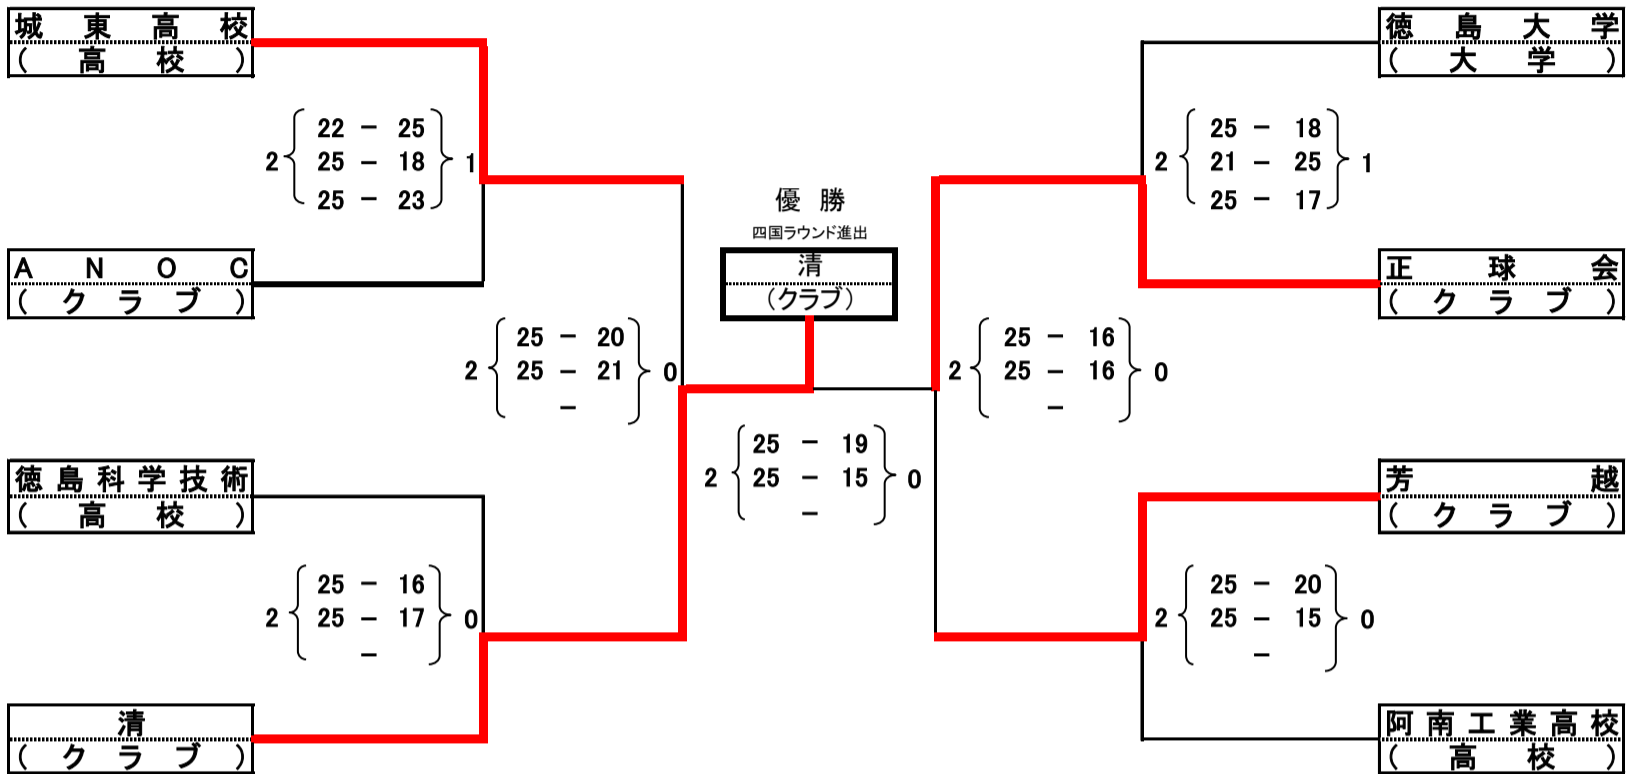 城東高校
(高校)
徳島大学
(大学)
22 － 25
2 25 － 18 1
25 － 23
25 － 18
2 21 － 25 1
25 － 17
優勝
四国ラウンド進出
清
(クラブ)
ANOC
(クラブ)
正球会
(クラブ)
25 － 20
2 25 － 21 0
－
25 － 16
2 25 － 16 0
－
25 － 19
2 25 － 15 0
－
徳島科学技術
(高校)
芳越
(クラブ)
25 － 16
2 25 － 17 0
－
25 － 20
2 25 － 15 0
－
清
(クラブ)
阿南工業高校
(高校)